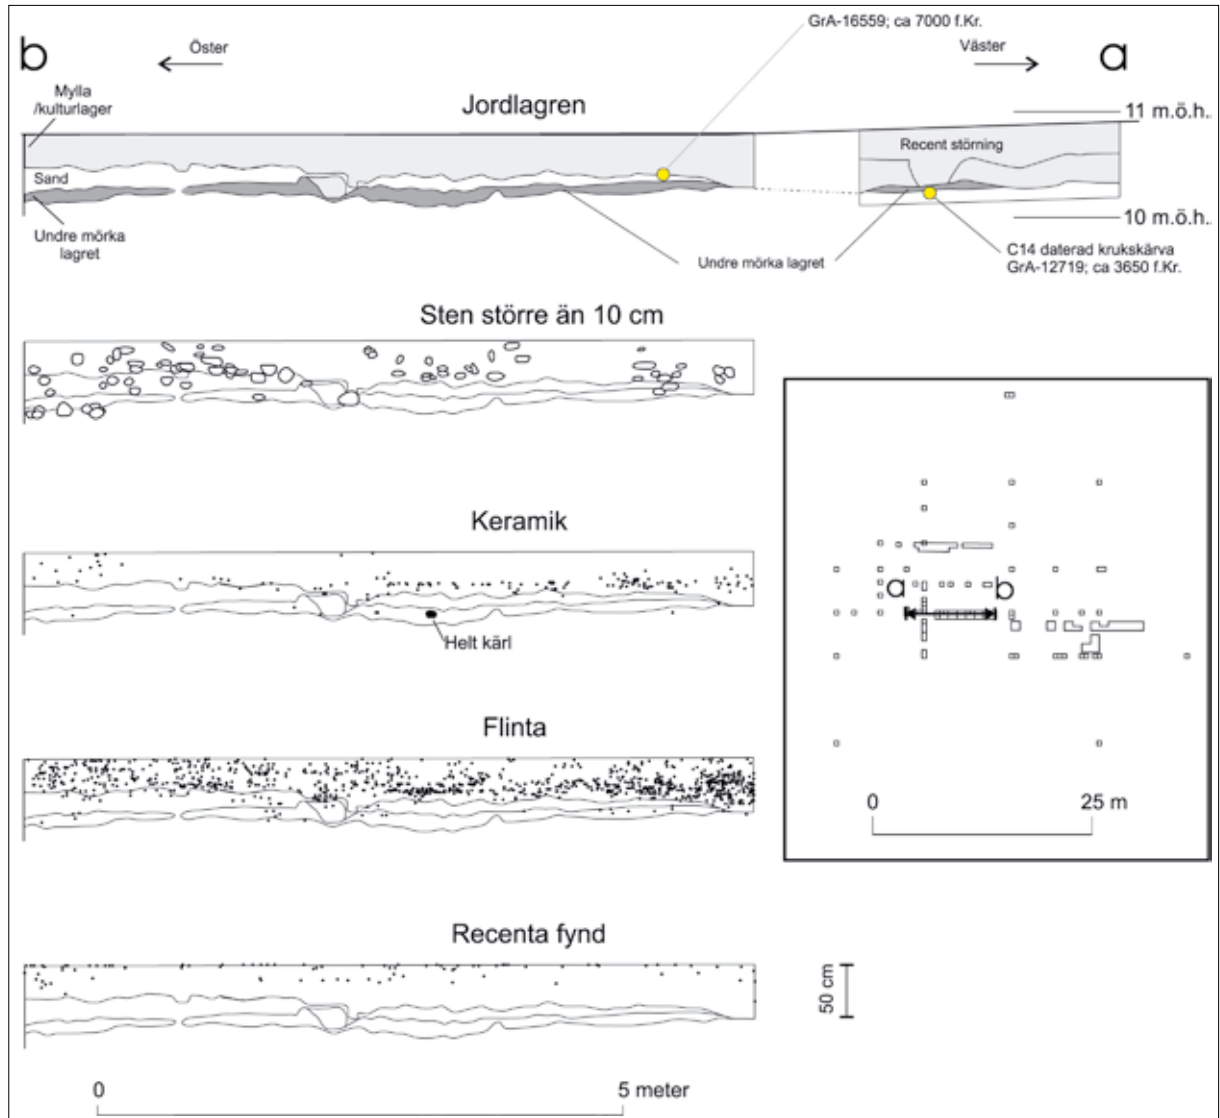 GrA-16559; ca 7000 f.Kr.
b
Öster
Väster
a
Mylla
/kulturlager
Jordlagren
11 m.ö.h..
Recent störning
Sand
10 m.ö.h..
Undre mörka
lagret
Undre mörka lagret
C14 daterad krukskärva
GrA-12719; ca 3650 f.Kr.
Sten större än 10 cm
Keramik
Helt kärl
a
b
Flinta
0
25 m
Recenta fynd
50 cm
0
5 meter